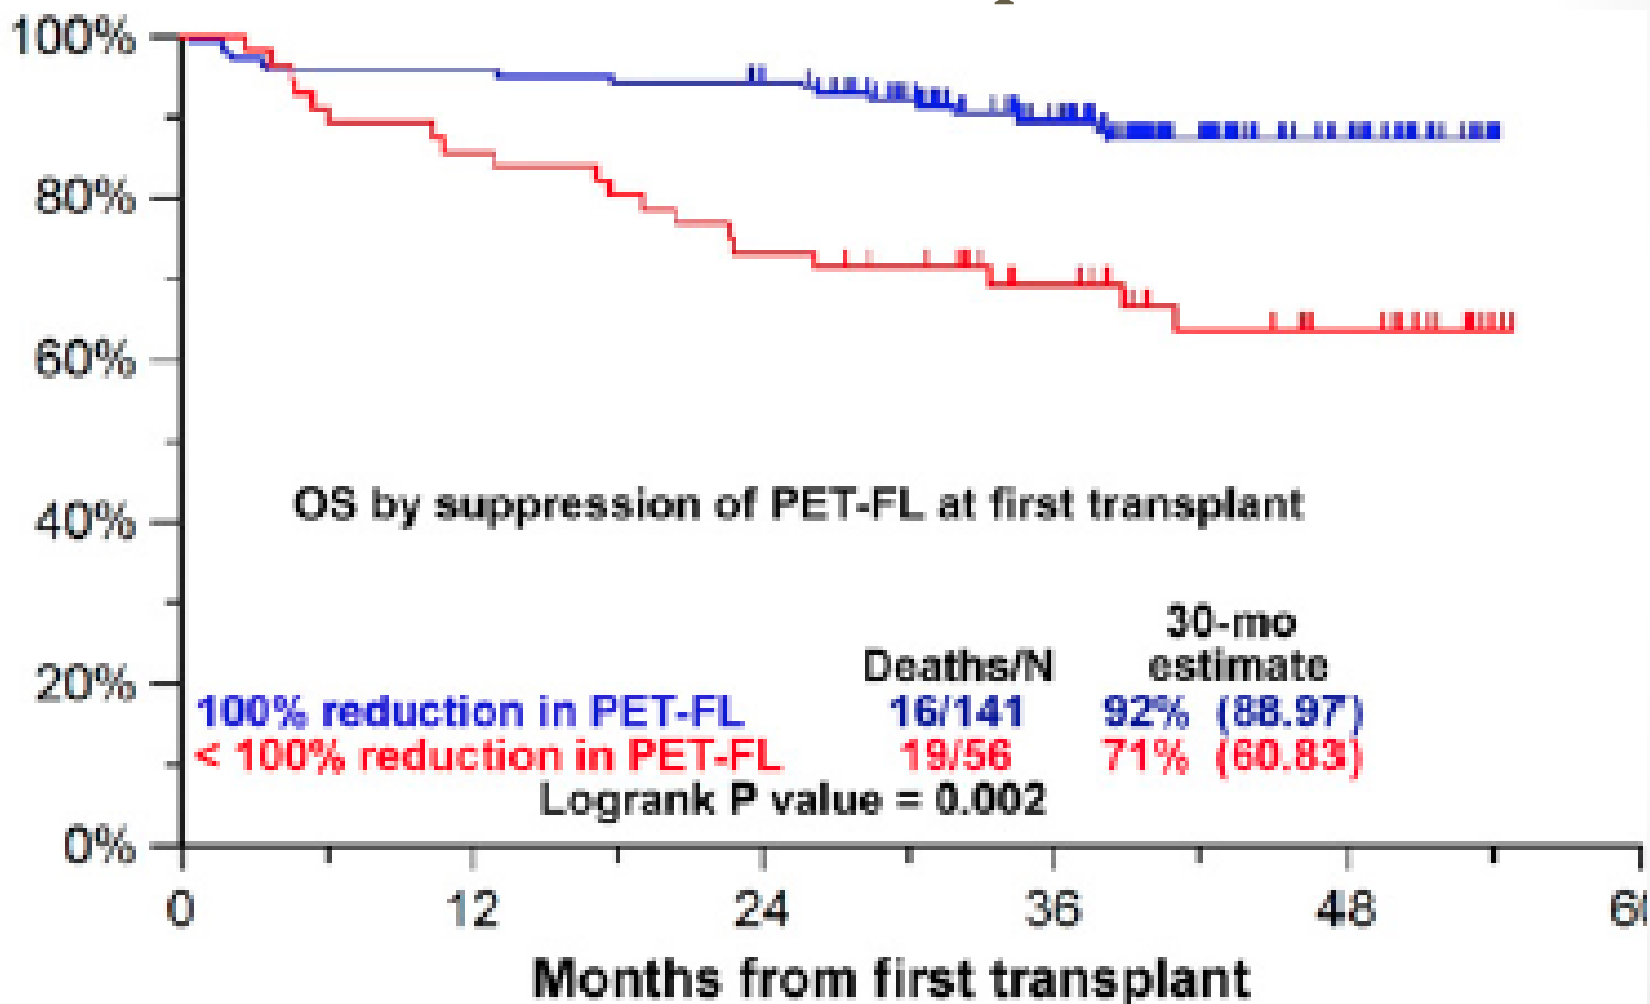 100%
80%
60%
40%
20%
0%
OS by suppression of PET-FL at first transplant
30-mo
Deaths/N estimate
100% reduction in PET-FL 16/141 92% (88.97)
< 100% reduction in PET-FL 19/56 71% (60.83)
Logrank P value = 0.002
0 12 24 36 48
Months from first transplant